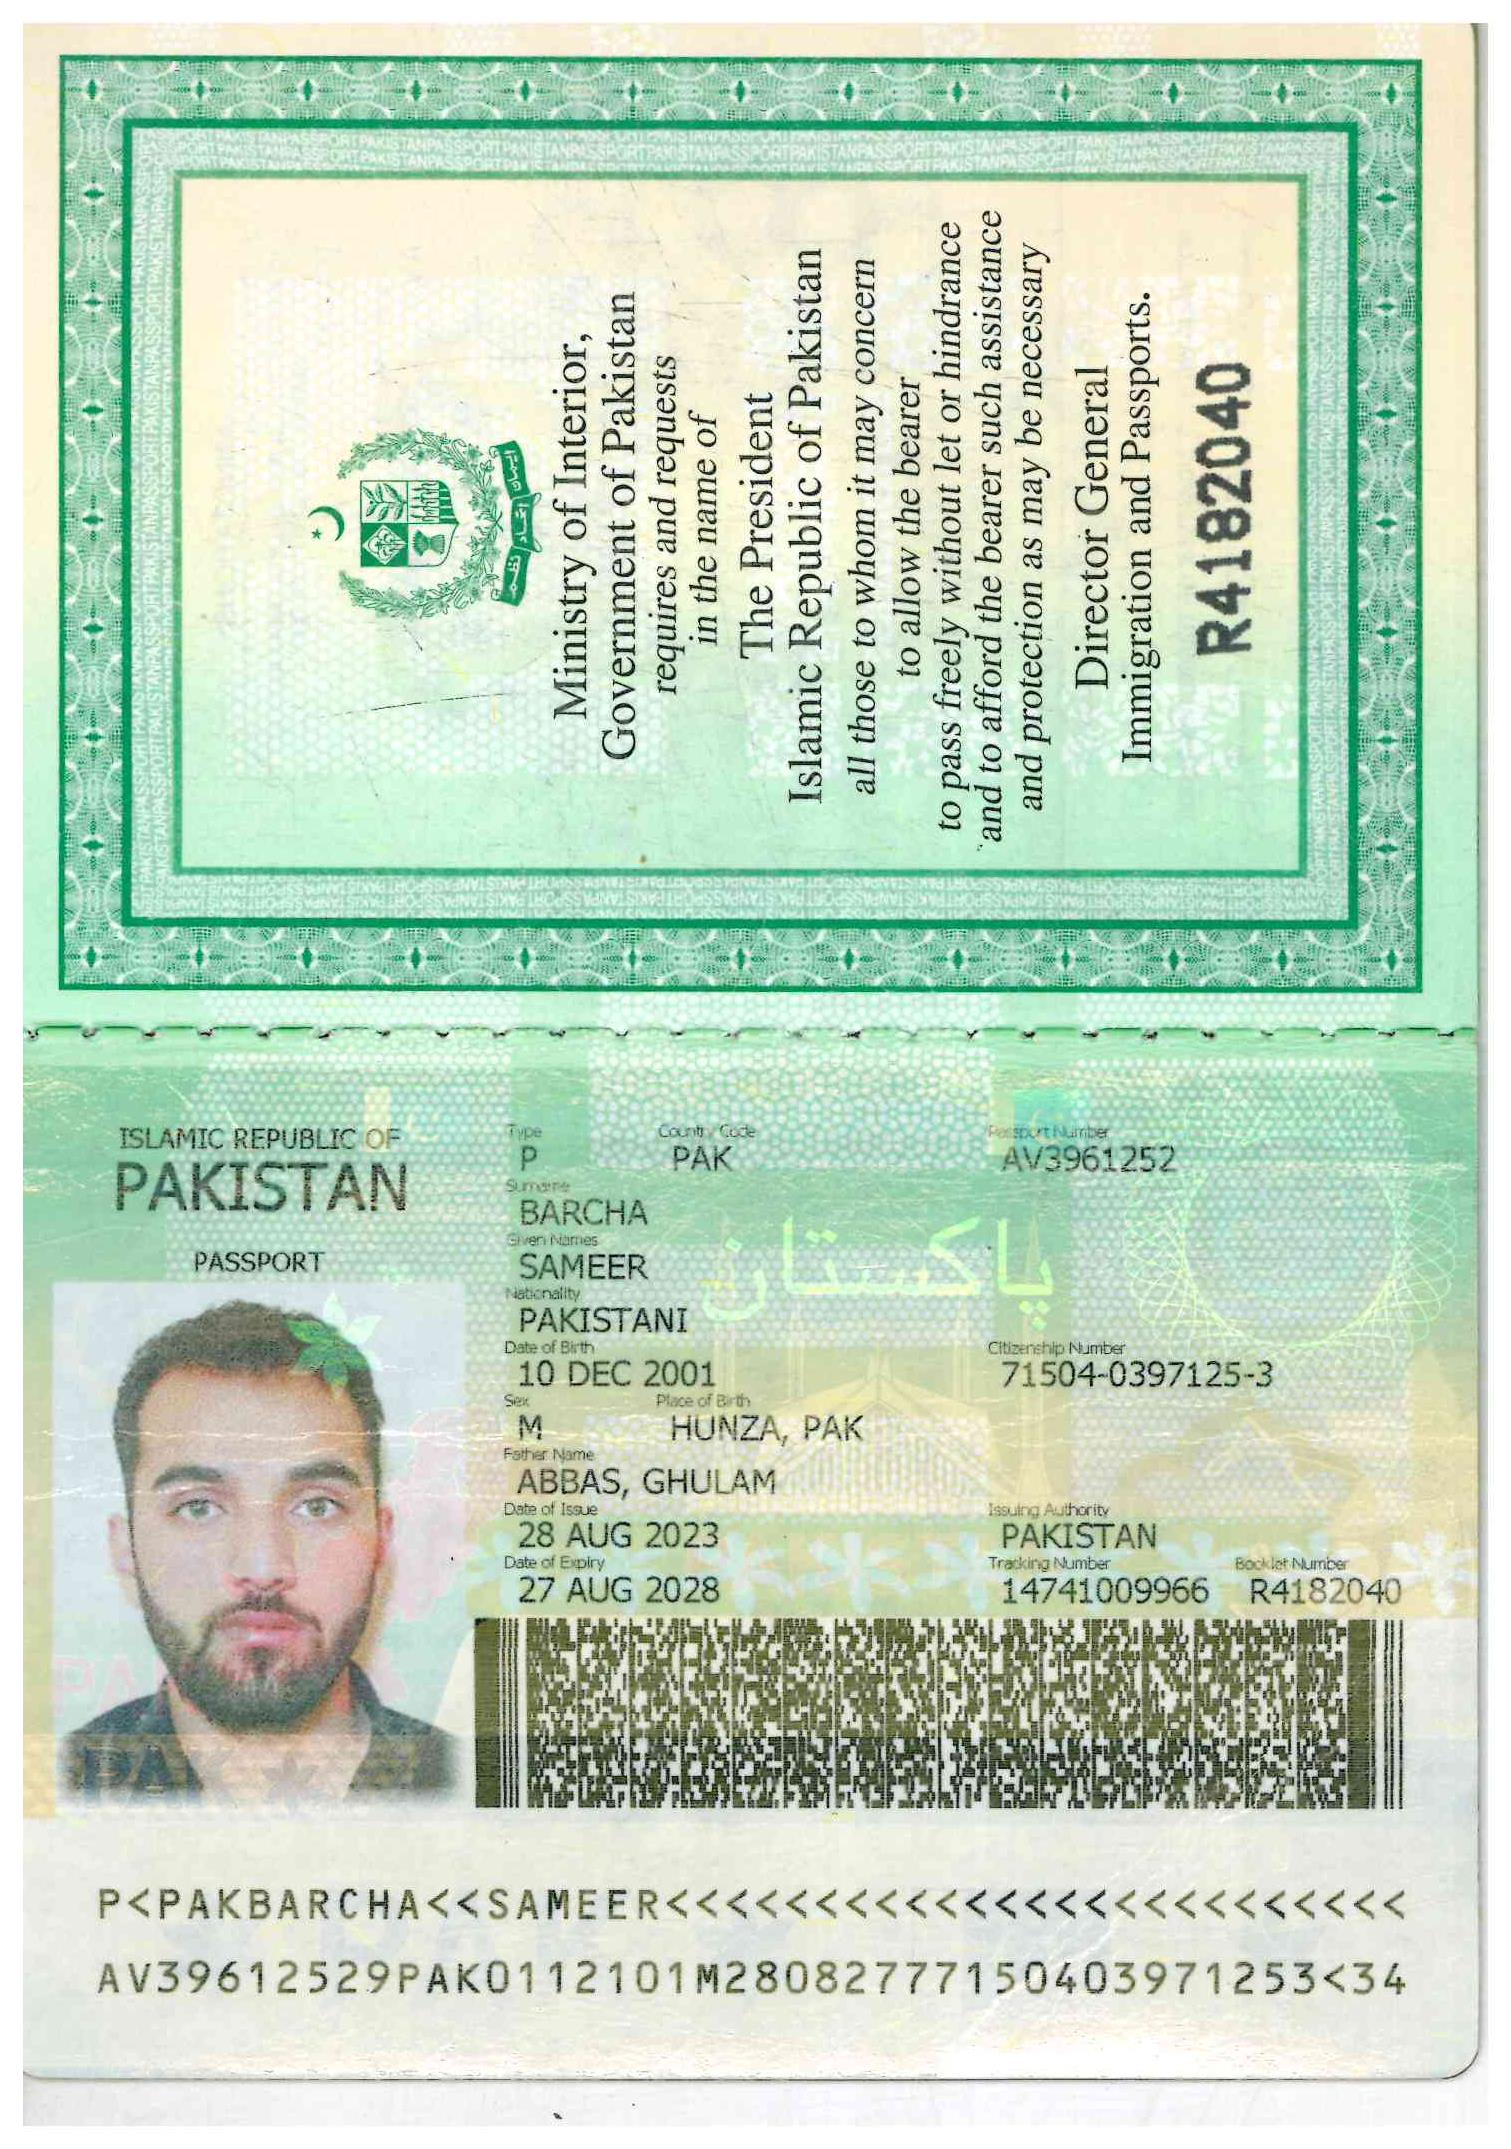 Ministry of Interior,
Government of Pakistan
requires and requests
in the name of
The President
Islamic Republic of Pakistan
all those to whom it may concern
to allow the bearer
to pass freely without let or hindrance
and to afford the bearer such assistance
and protection as may be necessary
Director General
Immigration and Passports.
R4182040
ISLAMIC REPUBLIC OF
PAKISTAN
PASSPORT
Type Country Code Passport Number
P PAK AV3961252
Surname
BARCHA
Given Names
SAMEER
پاکستان
Nationality
PAKISTANI
Date of Birth Citizenship Number
10 DEC 2001 71504-0397125-3
Sex Place of Birth
M HUNZA, PAK
Father Name
ABBAS, GHULAM
Date of Issue Issuing Authority
28 AUG 2023 PAKISTAN
Date of Expiry Tracking Number Booklet Number
27 AUG 2028 14741009966 R4182040
P<PAKBARCHA<<SAMEER<<<<<<<<<<<<<<<<<<<<<<<<<
AV39612529PAK0112101M28082777150403971253<34